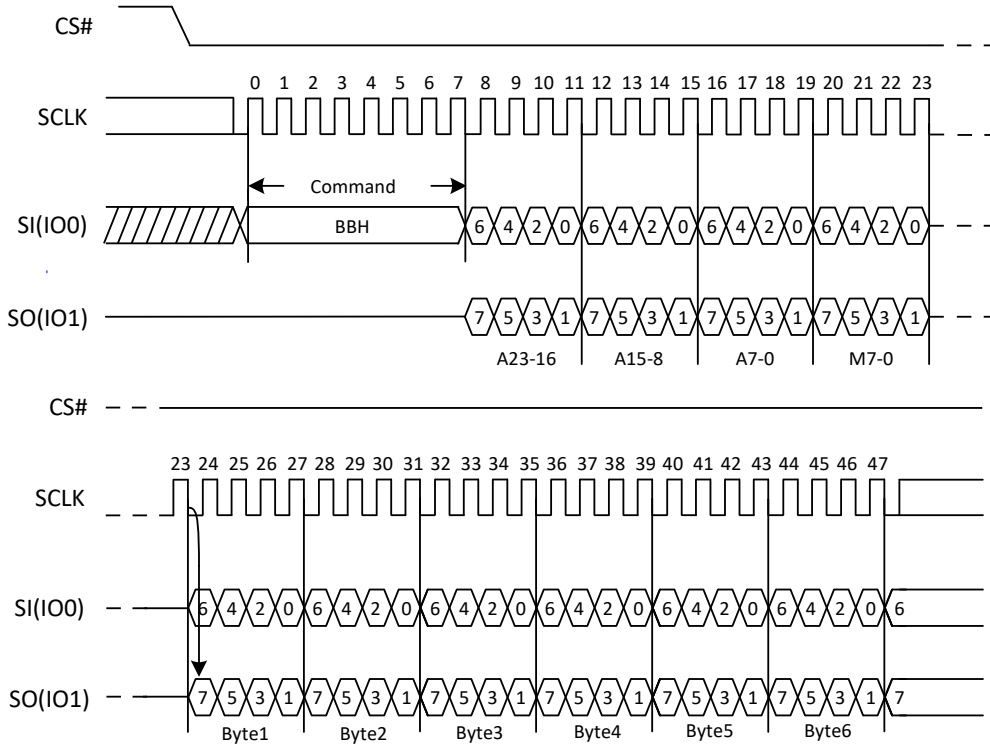 CS#
0 1 2 3 4 5 6 7 8 9 10 11 12 13 14 15 16 17 18 19 20 21 22 23
SCLK
Command
SI(IO0) BBH 6 4 2 0 6 4 2 0 6 4 2 0 6 4 2 0
SO(IO1) 7 5 3 1 7 5 3 1 7 5 3 1 7 5 3 1
A23-16 A15-8 A7-0 M7-0
CS#
23 24 25 26 27 28 29 30 31 32 33 34 35 36 37 38 39 40 41 42 43 44 45 46 47
SCLK
SI(IO0) 6 4 2 0 6 4 2 0 6 4 2 0 6 4 2 0 6 4 2 0 6 4 2 0 6
SO(IO1) 7 5 3 1 7 5 3 1 7 5 3 1 7 5 3 1 7 5 3 1 7 5 3 1 7
Byte1 Byte2 Byte3 Byte4 Byte5 Byte6